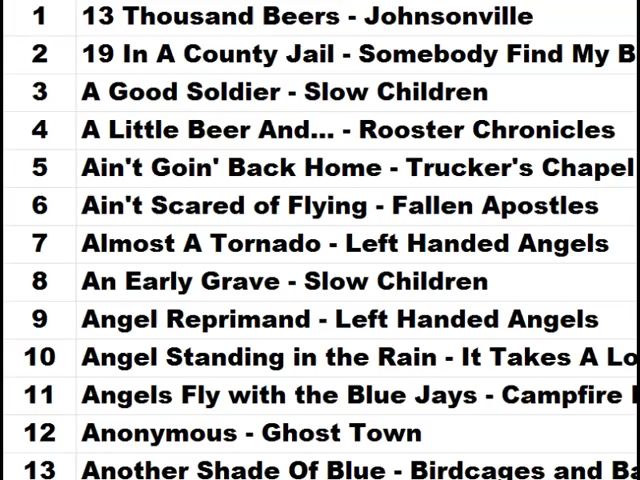 1 13 Thousand Beers - Johnsonville
2 19 In A County Jail - Somebody Find My B
3 A Good Soldier - Slow Children
4 A Little Beer And... - Rooster Chronicles
5 Ain't Goin' Back Home - Trucker's Chapel
6 Ain't Scared of Flying - Fallen Apostles
7 Almost A Tornado - Left Handed Angels
8 An Early Grave - Slow Children
9 Angel Reprimand - Left Handed Angels
10 Angel Standing in the Rain - It Takes A Lo
11 Angels Fly with the Blue Jays - Campfire
12 Anonymous - Ghost Town
13 Another Shade Of Blue - Birdcages and Ba